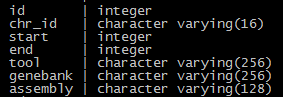 id | integer
chr_id | character varying(16)
start | integer
end | integer
tool | character varying(256)
genebank | character varying(256)
assembly | character varying(128)